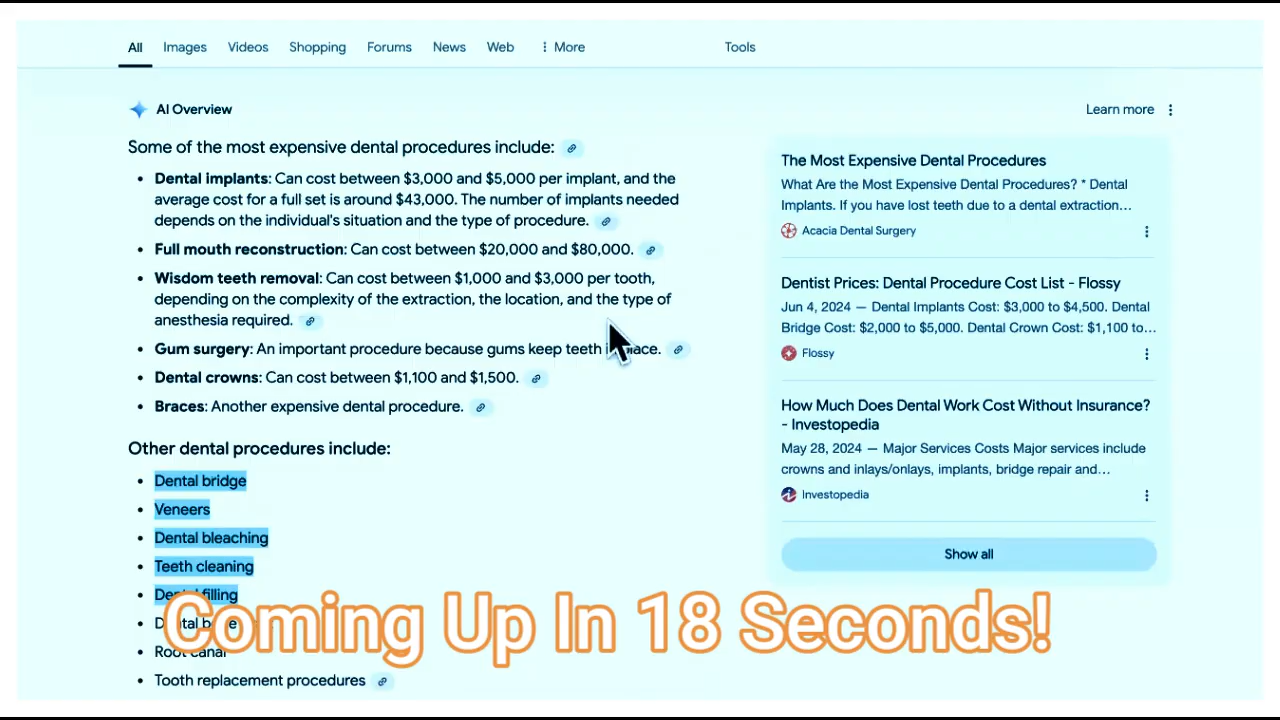 All Images Videos Shopping Forums News Web More Tools
AI Overview
Learn more
Some of the most expensive dental procedures include:
Dental implants: Can cost between $3,000 and $5,000 per implant, and the
average cost for a full set is around $43,000. The number of implants needed
depends on the individual's situation and the type of procedure.
Full mouth reconstruction: Can cost between $20,000 and $80,000.
Wisdom teeth removal: Can cost between $1,000 and $3,000 per tooth,
depending on the complexity of the extraction, the location, and the type of
anesthesia required.
Gum surgery: An important procedure because gums keep teeth in place.
Dental crowns: Can cost between $1,100 and $1,500.
Braces: Another expensive dental procedure.
Other dental procedures include:
Dental bridge
Veneers
Dental bleaching
Teeth cleaning
Dental filling
Root canal
Tooth replacement procedures
The Most Expensive Dental Procedures
What Are the Most Expensive Dental Procedures? * Dental
Implants. If you have lost teeth due to a dental extraction...
Acacia Dental Surgery
Dentist Prices: Dental Procedure Cost List - Flossy
Jun 4, 2024 — Dental Implants Cost: $3,000 to $4,500. Dental
Bridge Cost: $2,000 to $5,000. Dental Crown Cost: $1,100 to...
Flossy
How Much Does Dental Work Cost Without Insurance?
- Investopedia
May 28, 2024 — Major Services Costs Major services include
crowns and inlays/onlays, implants, bridge repair and...
Investopedia
Show all
Coming Up In 18 Seconds!